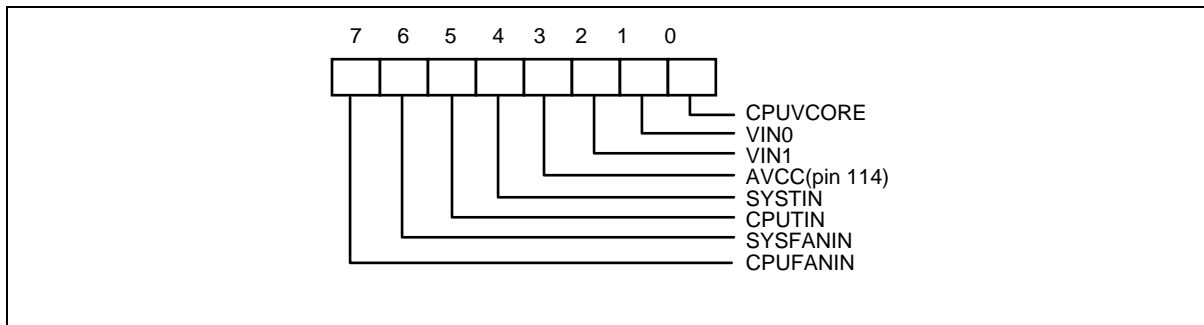 7 6 5 4 3 2 1 0
CPUVCORE
VIN0
VIN1
AVCC(pin 114)
SYSTIN
CPUTIN
SYSFANIN
CPUFANIN